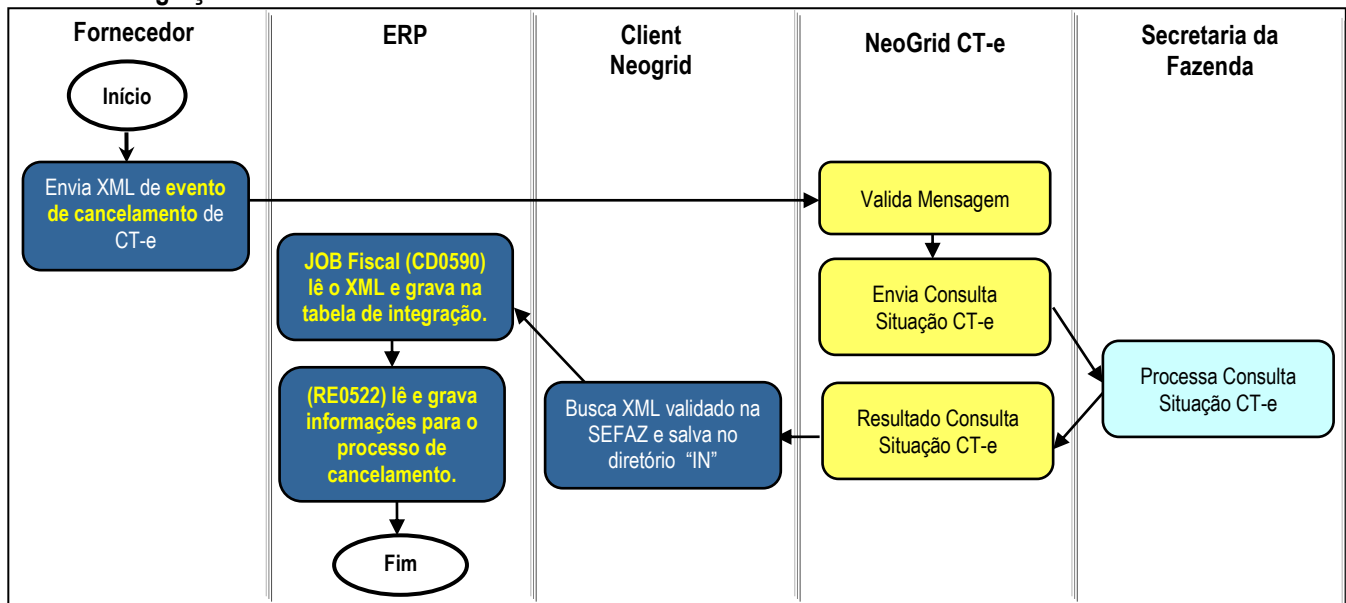 Fornecedor
ERP
Client
Neogrid
NeoGrid CT-e
Secretaria da
Fazenda
Início
Envia XML de evento
de cancelamento de
CT-e
Valida Mensagem
JOB Fiscal (CD0590)
lê o XML e grava na
tabela de integração.
Envia Consulta
Situação CT-e
Processa Consulta
Situação CT-e
(RE0522) lê e grava
informações para o
processo de
cancelamento.
Busca XML validado na
SEFAZ e salva no
diretório “IN”
Resultado Consulta
Situação CT-e
Fim